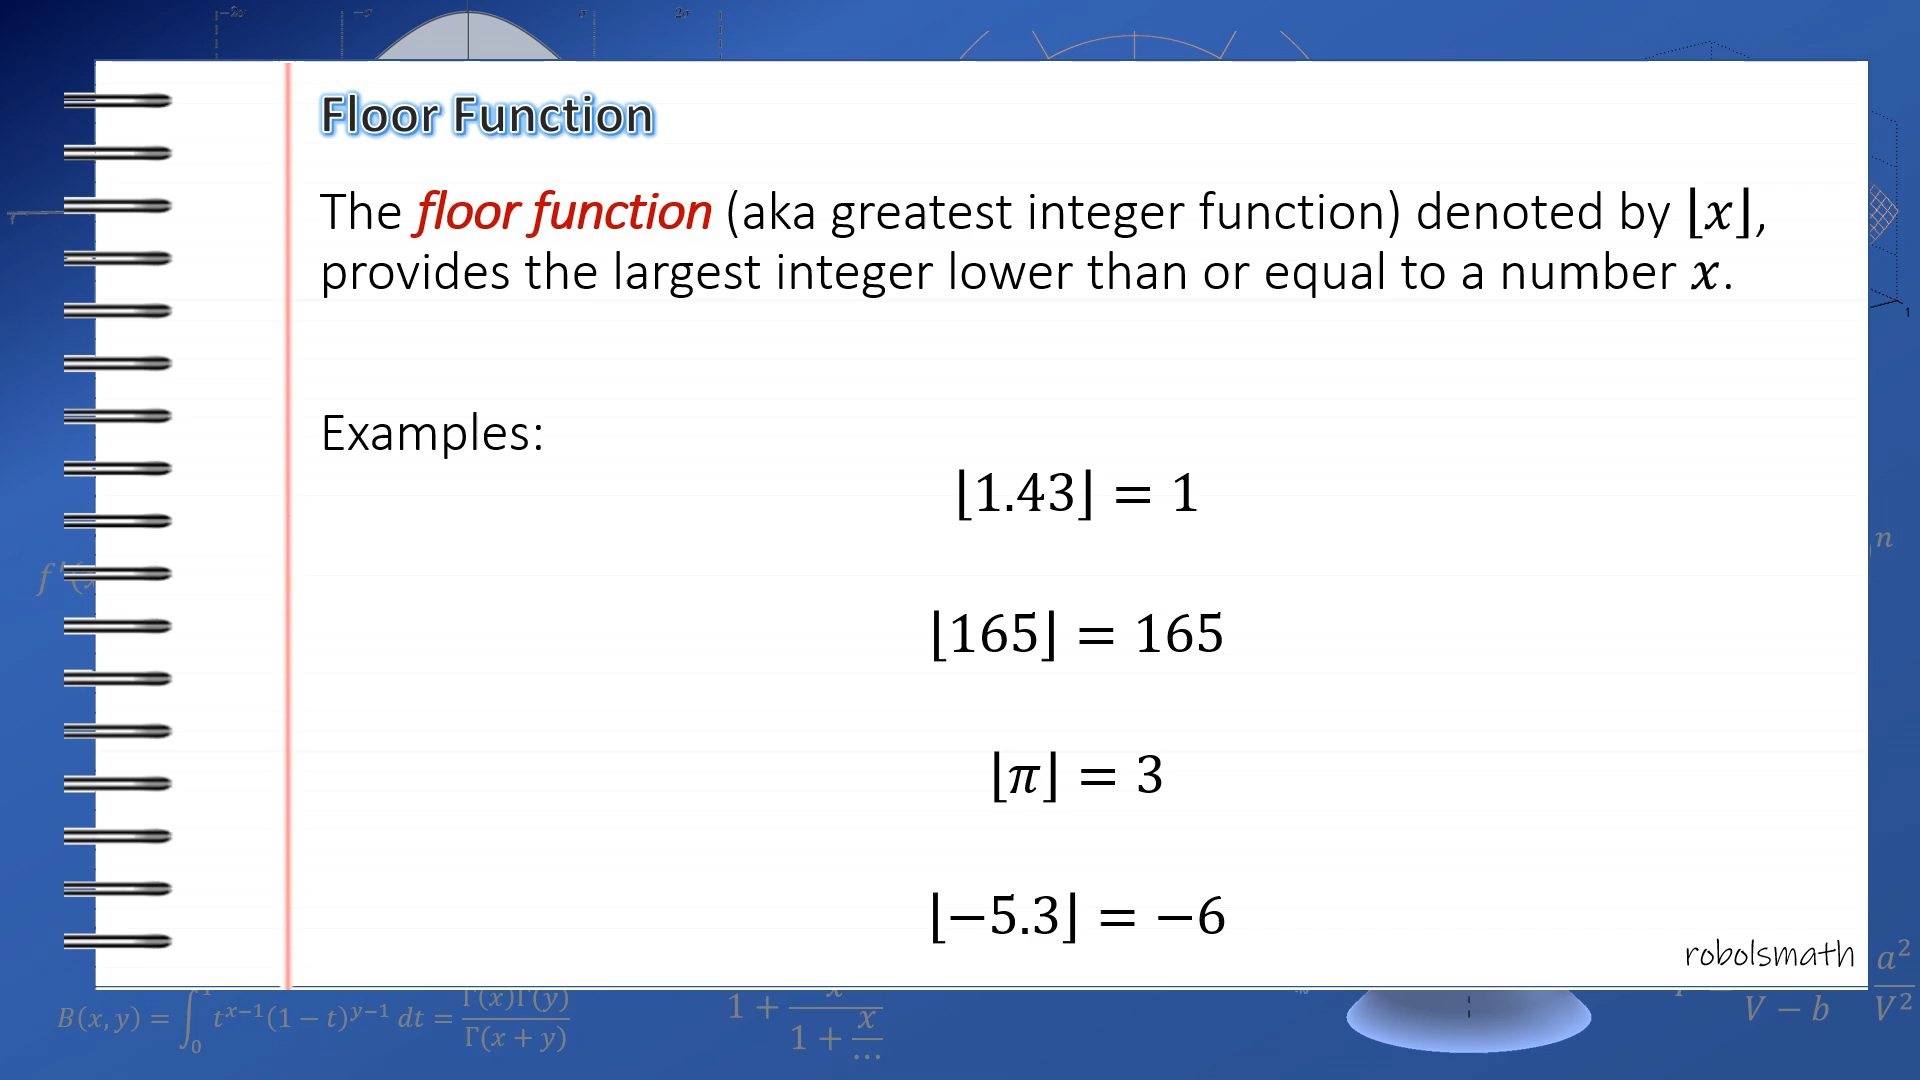 −2σ −σ σ 2σ
Floor Function
The floor function (aka greatest integer function) denoted by ⌊x⌋,
provides the largest integer lower than or equal to a number x.
1
Examples:
⌊1.43⌋ = 1
n
f′(
⌊165⌋ = 165
⌊π⌋ = 3
⌊−5.3⌋ = −6
robolsmath
B(x, y) = ∫₀¹ t^{x−1}(1 − t)^{y−1} dt = Γ(x)Γ(y) / Γ(x + y)
1 + x / 1 + x / …
V − b a² / V²